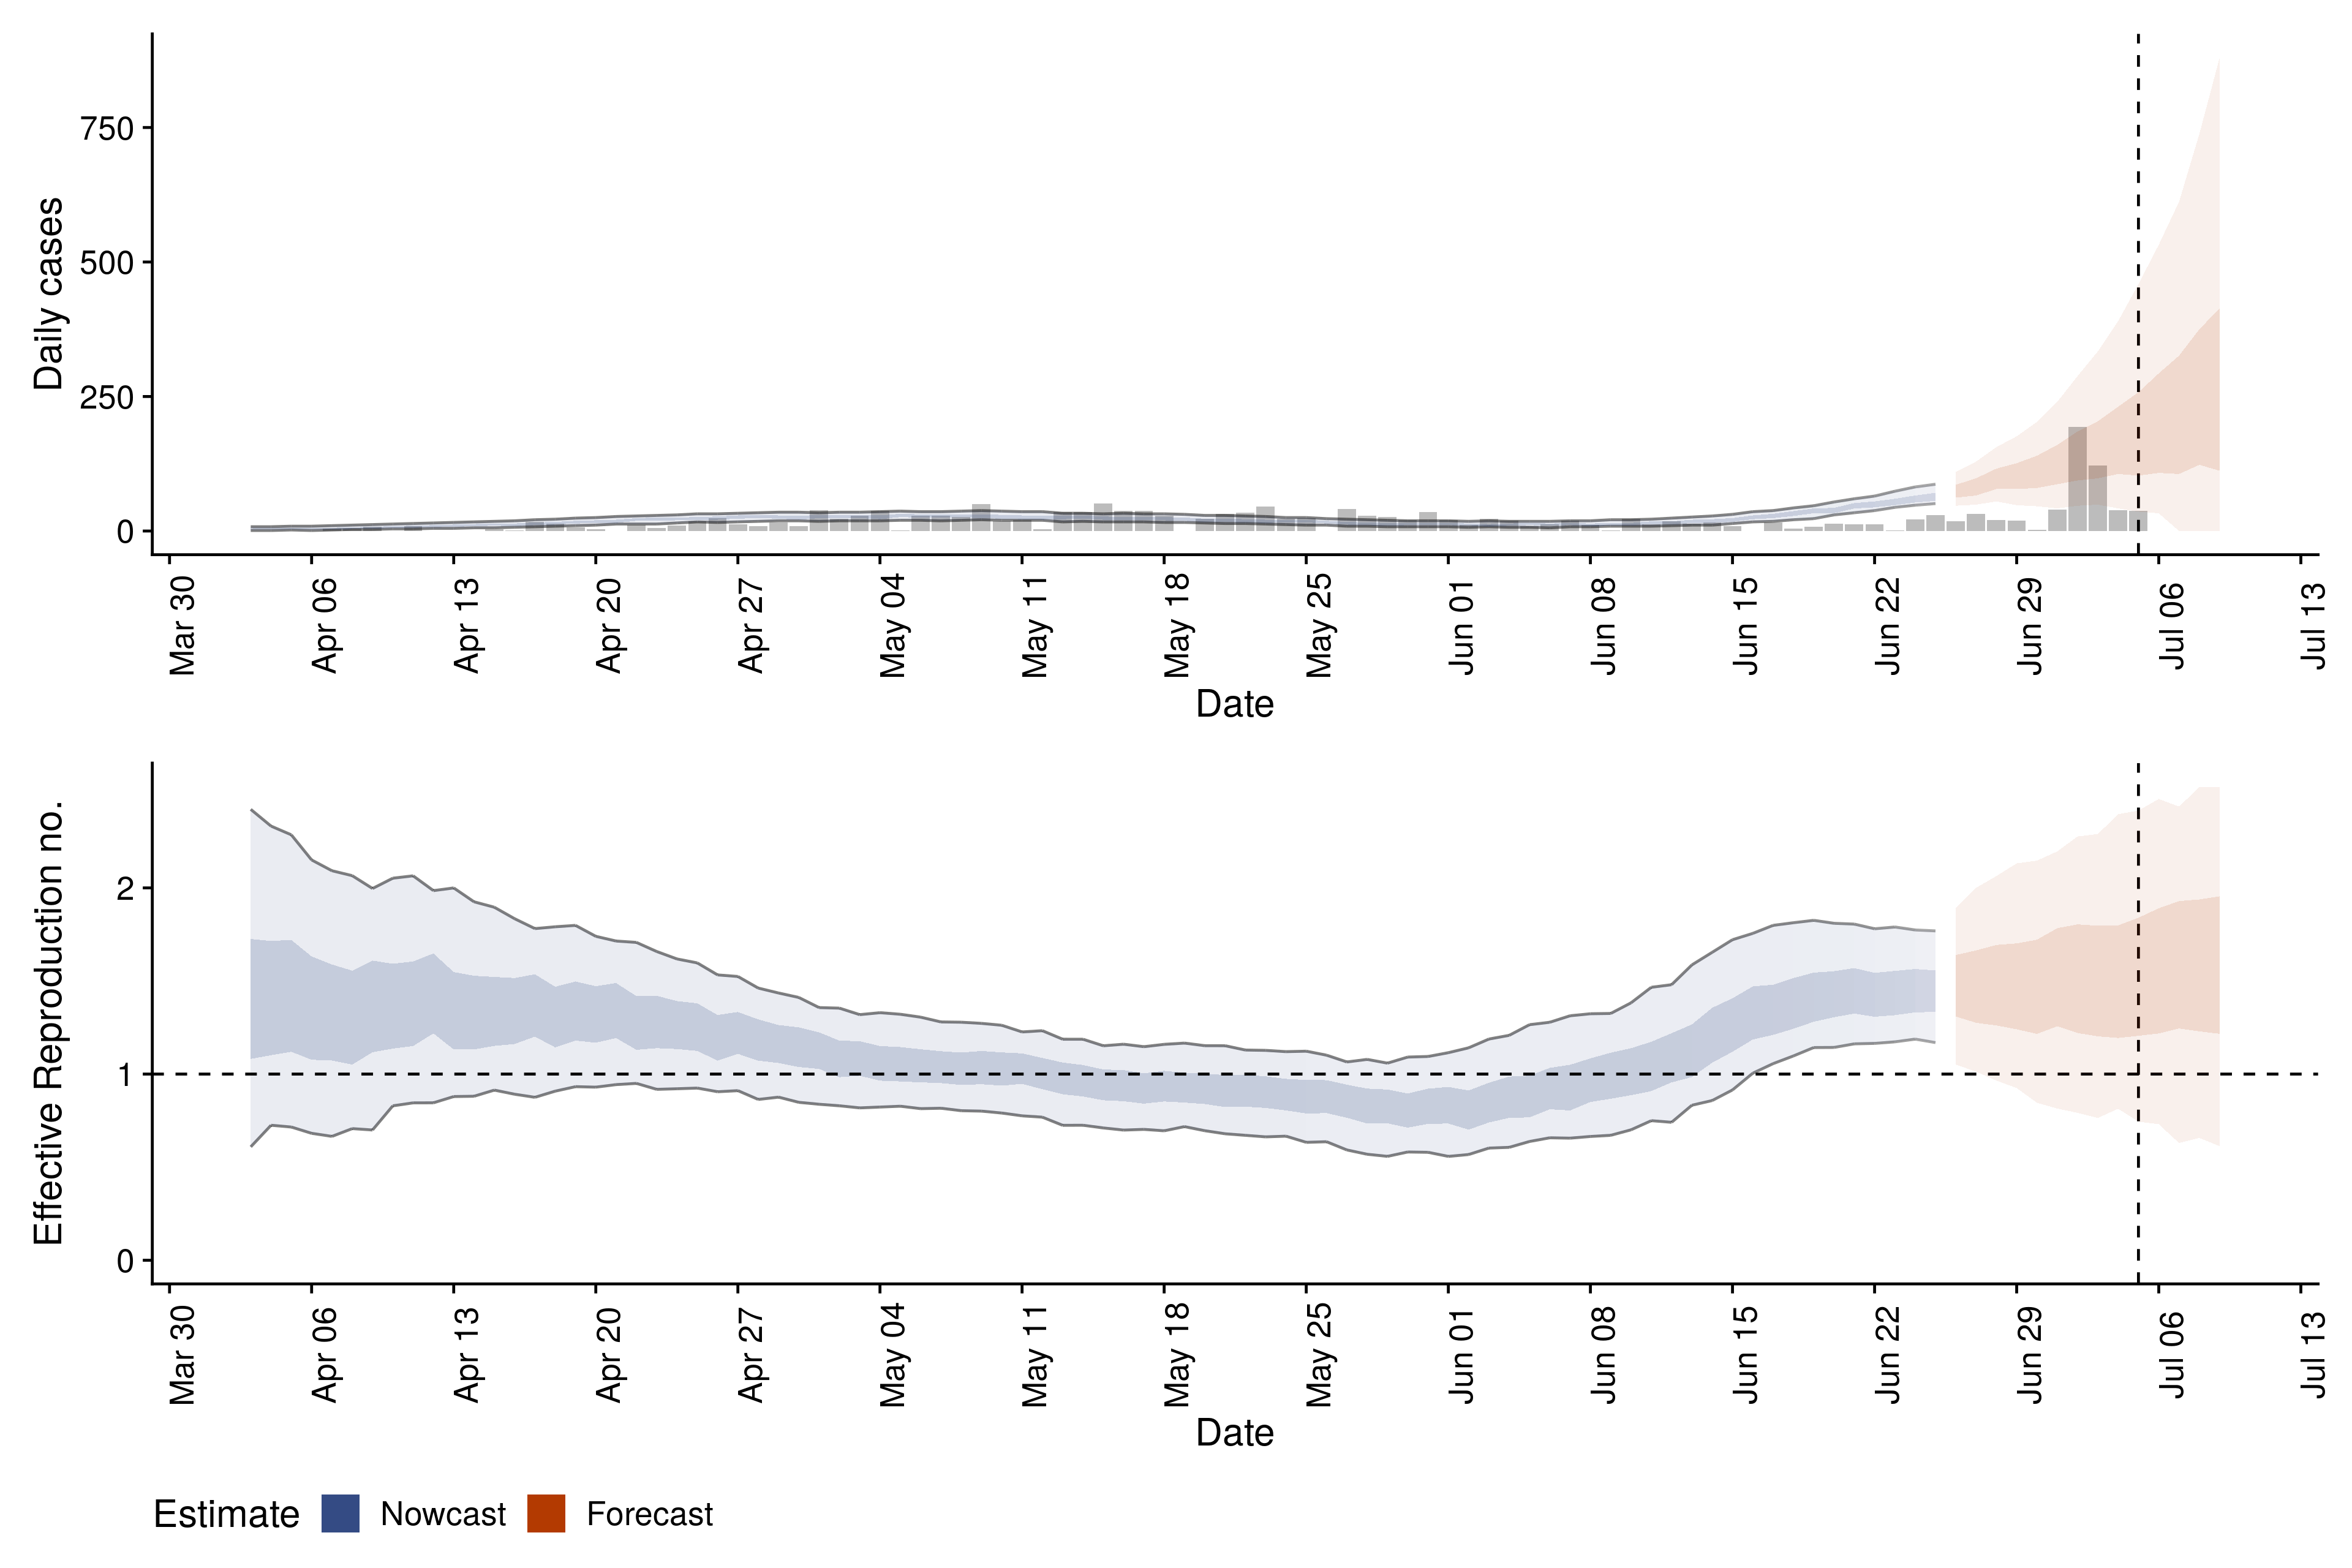 Daily cases
750
500
250
0
Mar 30
Apr 06
Apr 13
Apr 20
Apr 27
May 04
May 11
May 18
May 25
Jun 01
Jun 08
Jun 15
Jun 22
Jun 29
Jul 06
Jul 13
Date
Effective Reproduction no.
2
1
0
Mar 30
Apr 06
Apr 13
Apr 20
Apr 27
May 04
May 11
May 18
May 25
Jun 01
Jun 08
Jun 15
Jun 22
Jun 29
Jul 06
Jul 13
Date
Estimate Nowcast Forecast